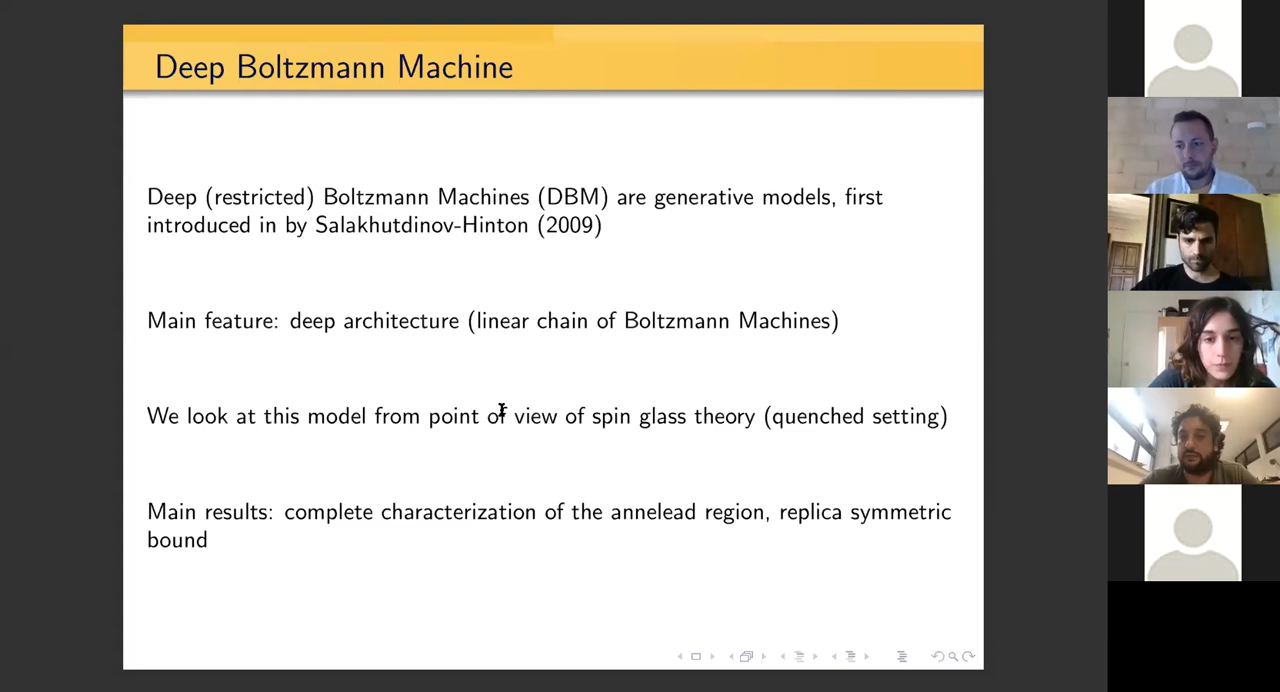 Deep Boltzmann Machine
Deep (restricted) Boltzmann Machines (DBM) are generative models, first
introduced in by Salakhutdinov-Hinton (2009)
Main feature: deep architecture (linear chain of Boltzmann Machines)
We look at this model from point of view of spin glass theory (quenched setting)
Main results: complete characterization of the annelead region, replica symmetric
bound